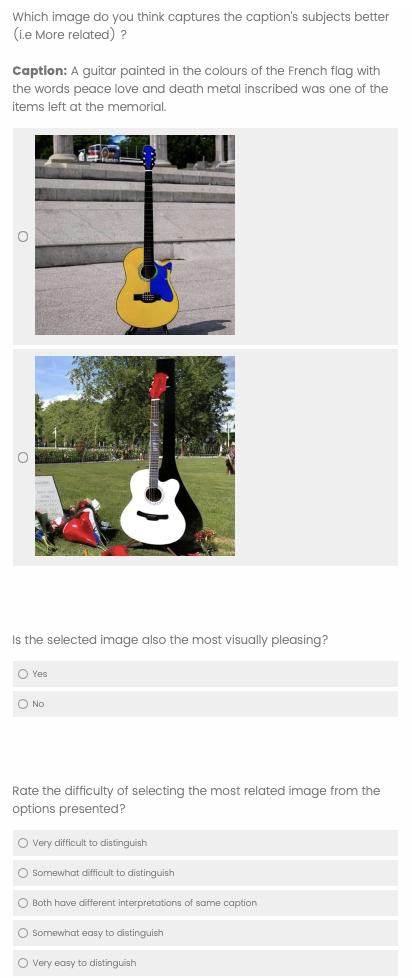 Which image do you think captures the caption's subjects better
(i.e More related) ?
Caption: A guitar painted in the colours of the French flag with
the words peace love and death metal inscribed was one of the
items left at the memorial.
Is the selected image also the most visually pleasing?
Yes
No
Rate the difficulty of selecting the most related image from the
options presented?
Very difficult to distinguish
Somewhat difficult to distinguish
Both have different interpretations of same caption
Somewhat easy to distinguish
Very easy to distinguish